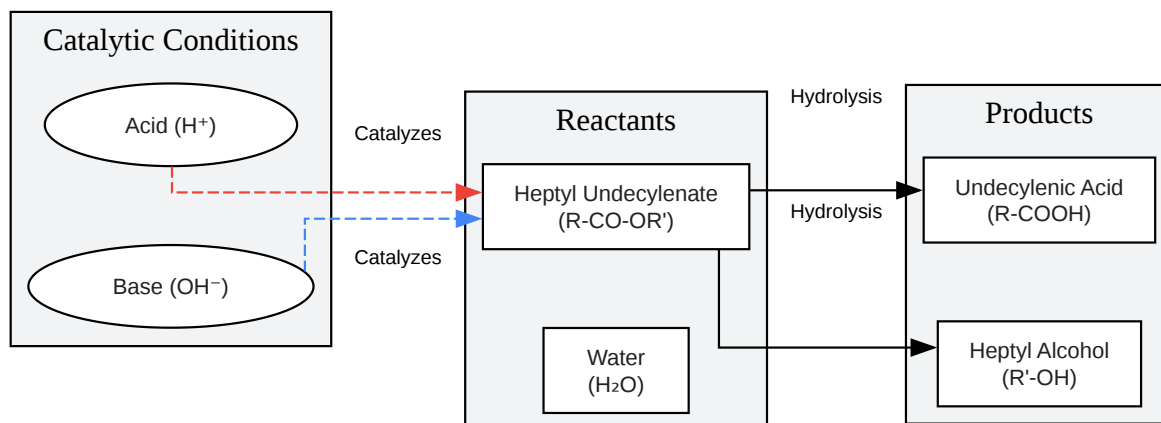 Catalytic Conditions
Acid (H⁺)
Base (OH⁻)
Catalyzes
Catalyzes
Reactants
Heptyl Undecylenate
(R-CO-OR')
Water
(H₂O)
Hydrolysis
Hydrolysis
Products
Undecylenic Acid
(R-COOH)
Heptyl Alcohol
(R'-OH)